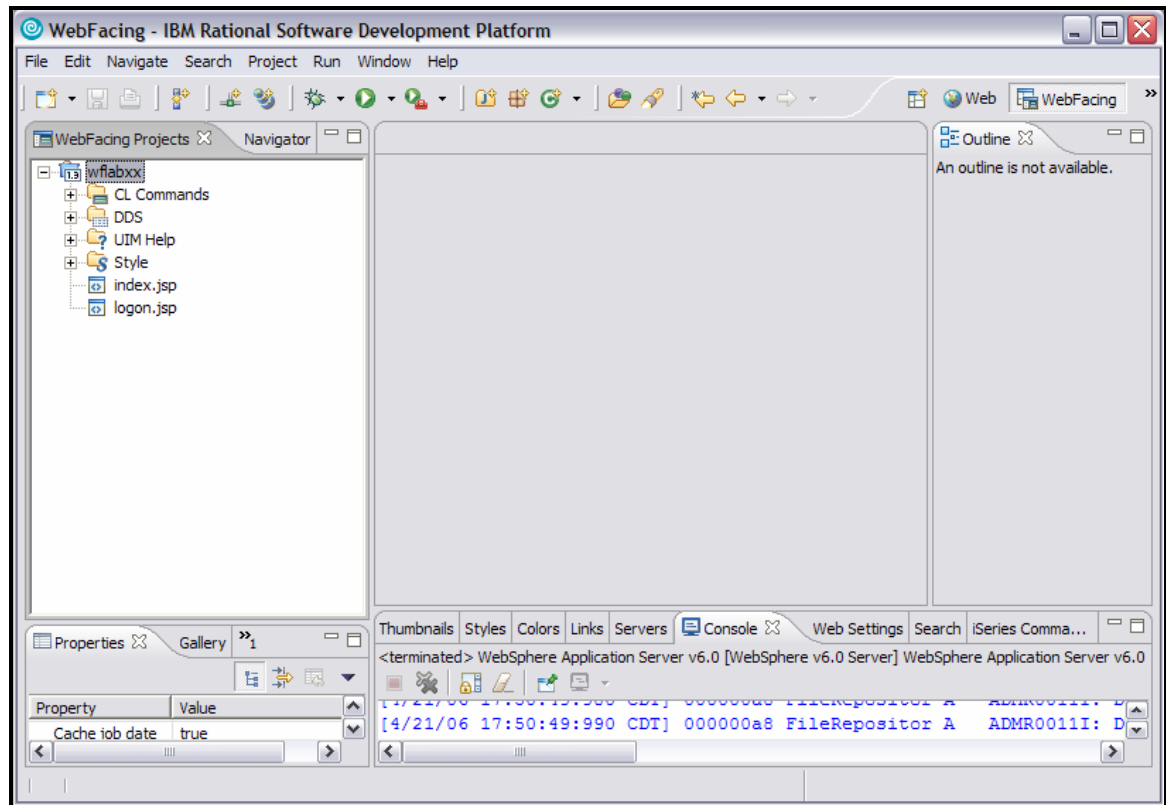 WebFacing - IBM Rational Software Development Platform
File Edit Navigate Search Project Run Window Help
Web WebFacing »
WebFacing Projects Navigator
Outline
An outline is not available.
1.3 wflabxx
CL Commands
DDS
UIM Help
Style
index.jsp
logon.jsp
Properties Gallery »1
Property Value
Cache job date true
Thumbnails Styles Colors Links Servers Console Web Settings Search iSeries Comma...
<terminated> WebSphere Application Server v6.0 [WebSphere v6.0 Server] WebSphere Application Server v6.0
[4/21/06 17:50:49:990 CDT] 000000a8 FileRepositor A ADMR0011I: D